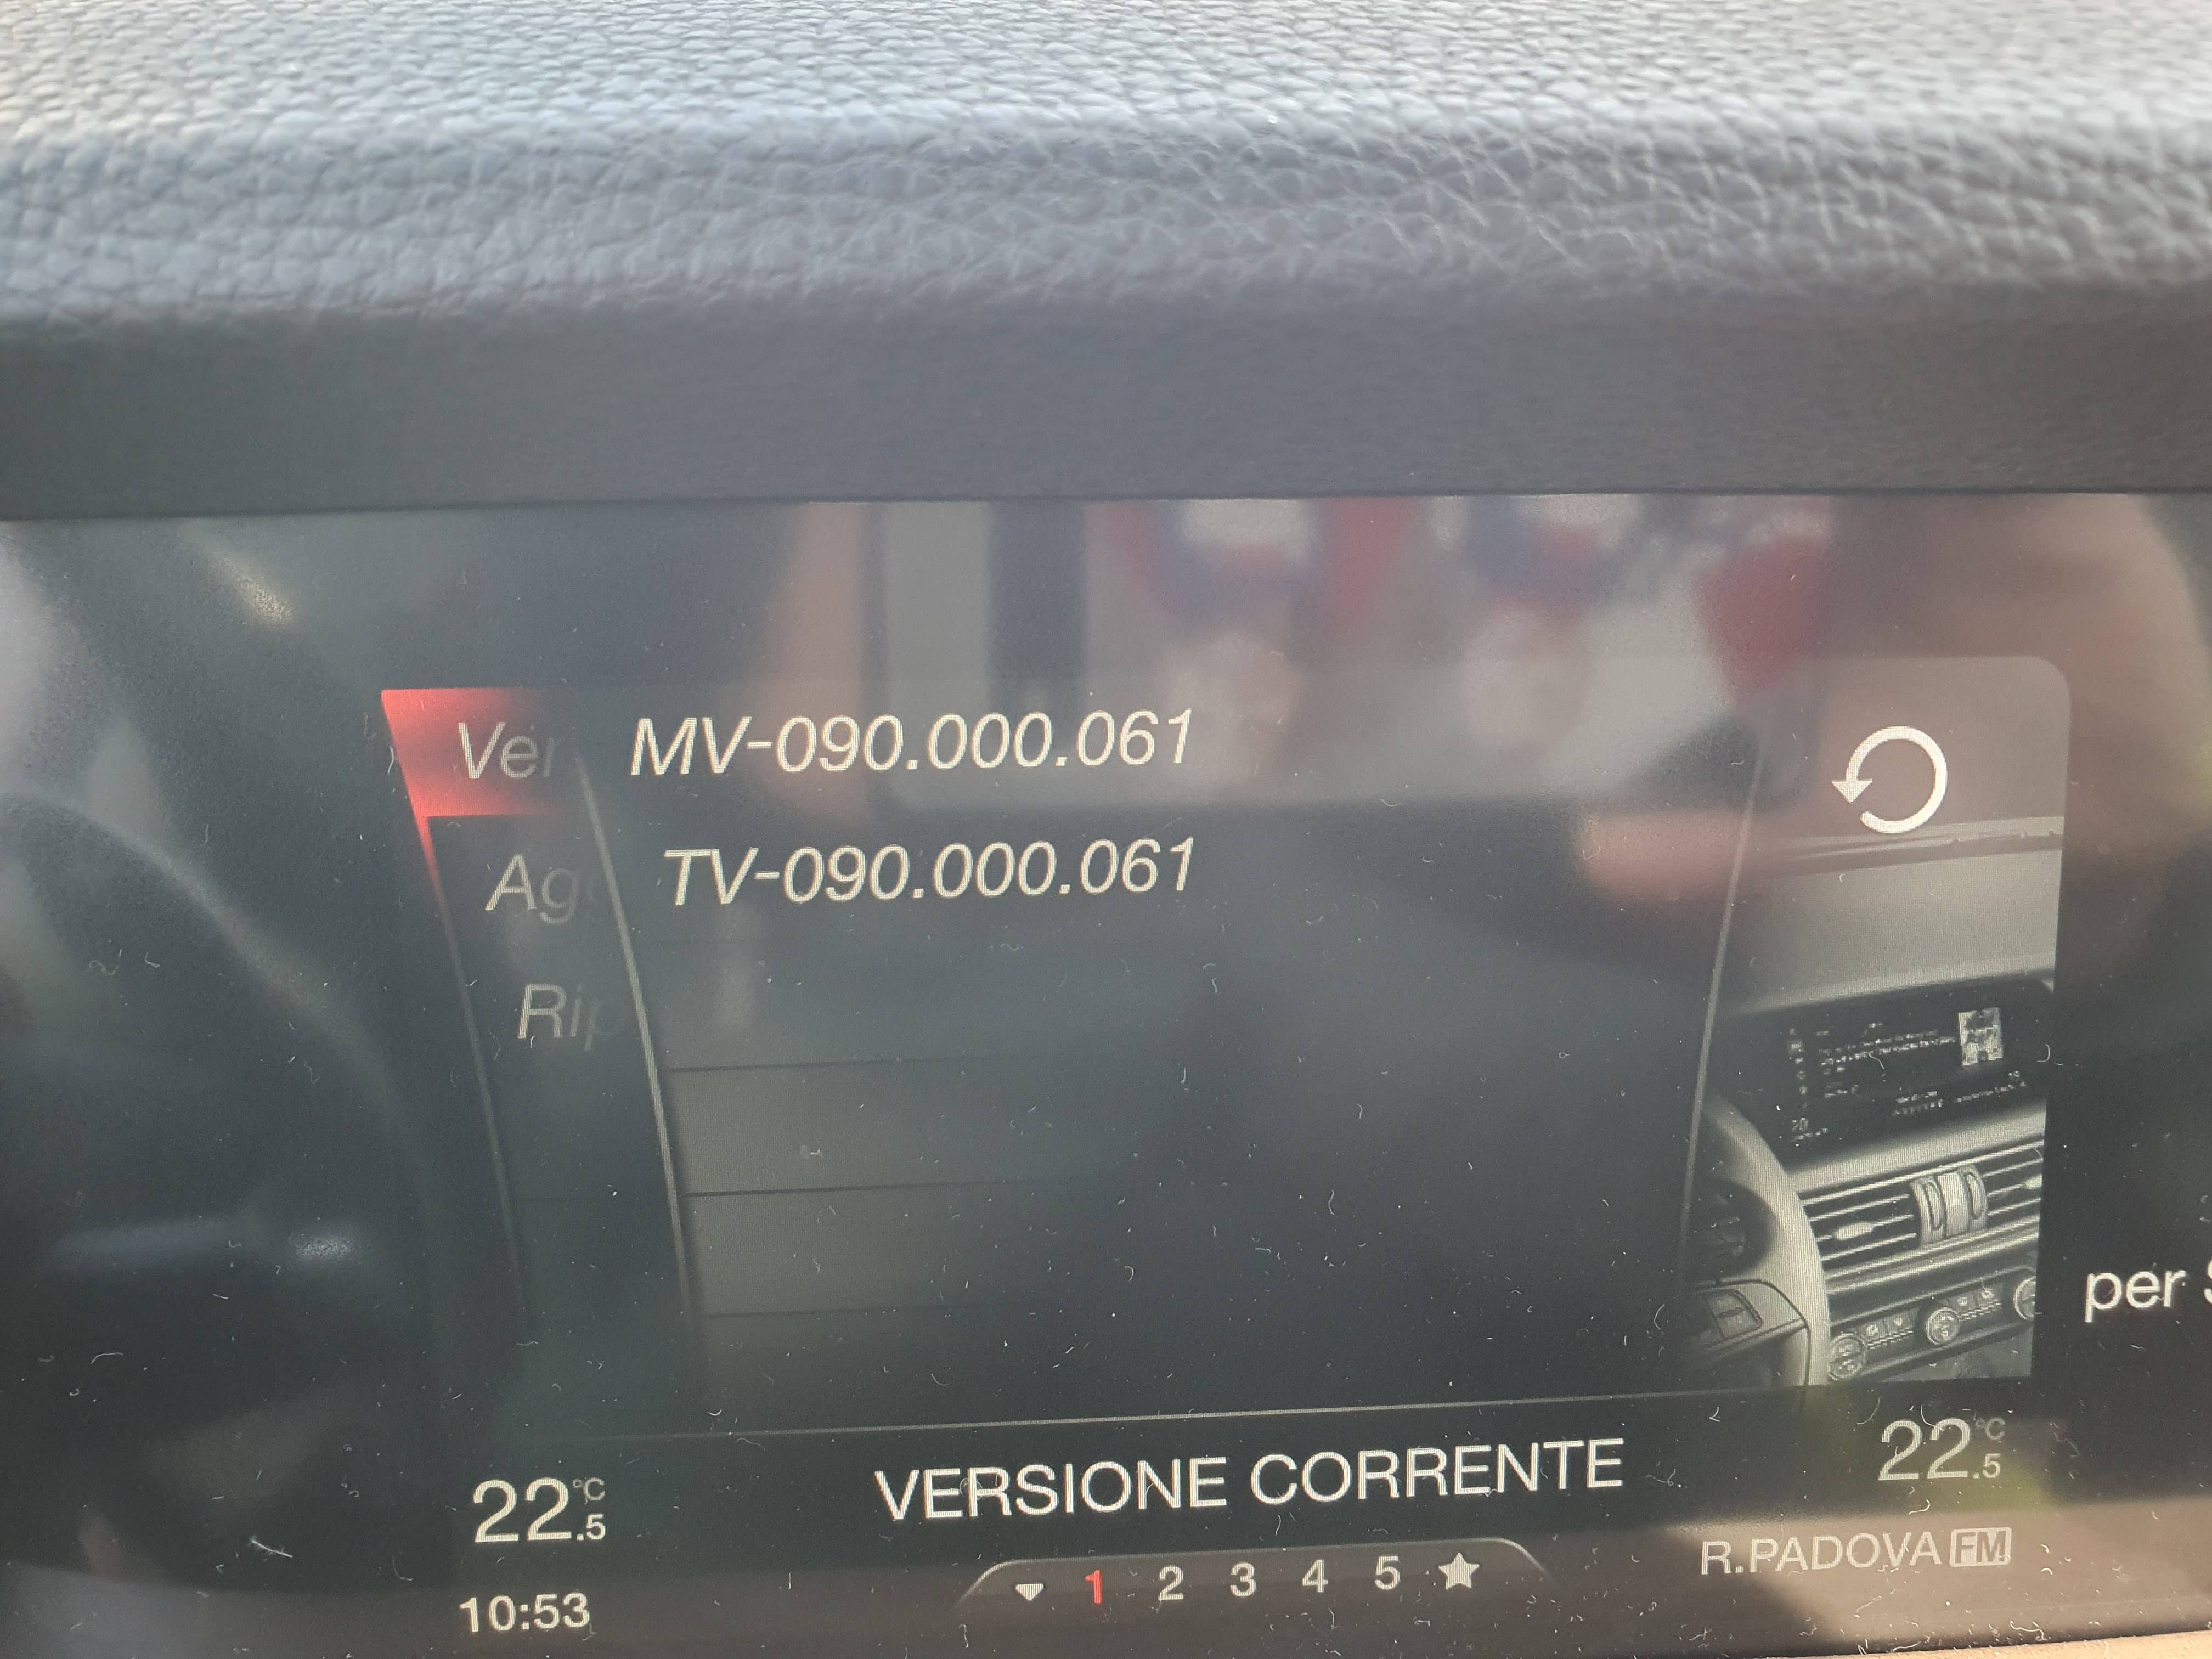 Ver
MV-090.000.061
Ag
TV-090.000.061
Rip
per S
22.5 °C
VERSIONE CORRENTE
22.5 °C
10:53
1 2 3 4 5
R.PADOVA FM